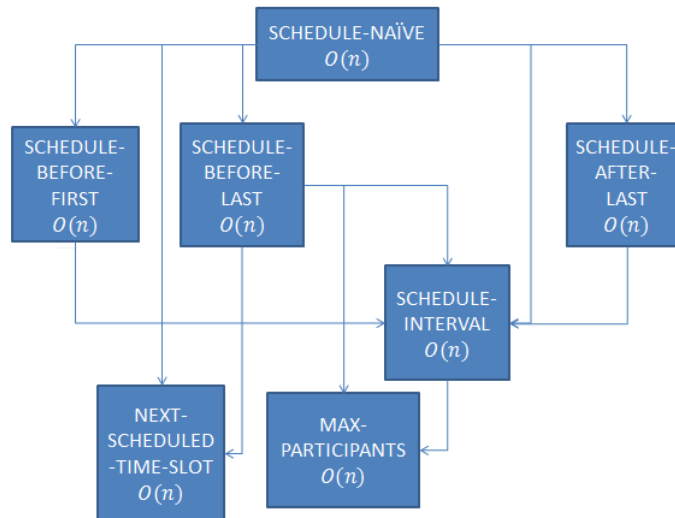 SCHEDULE-NAÏVE
O(n)
SCHEDULE-
BEFORE-
FIRST
O(n)
SCHEDULE-
BEFORE-
LAST
O(n)
SCHEDULE-
AFTER-
LAST
O(n)
SCHEDULE-
INTERVAL
O(n)
NEXT-
SCHEDULED
-TIME-SLOT
O(n)
MAX-
PARTICIPANTS
O(n)